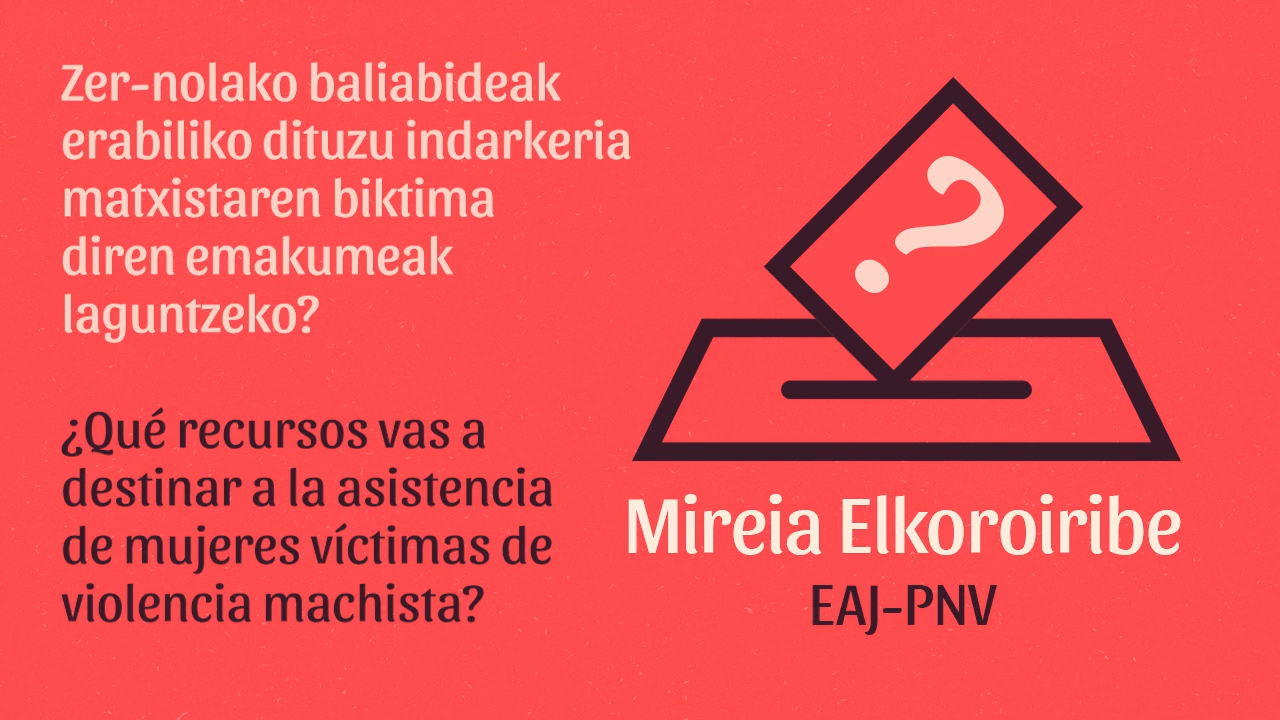 Zer-nolako baliabideak
erabiliko dituzu indarkeria
matxistaren biktima
diren emakumeak
laguntzeko?
¿Qué recursos vas a
destinar a la asistencia
de mujeres víctimas de
violencia machista?
?
Mireia Elkoroiribe
EAJ-PNV